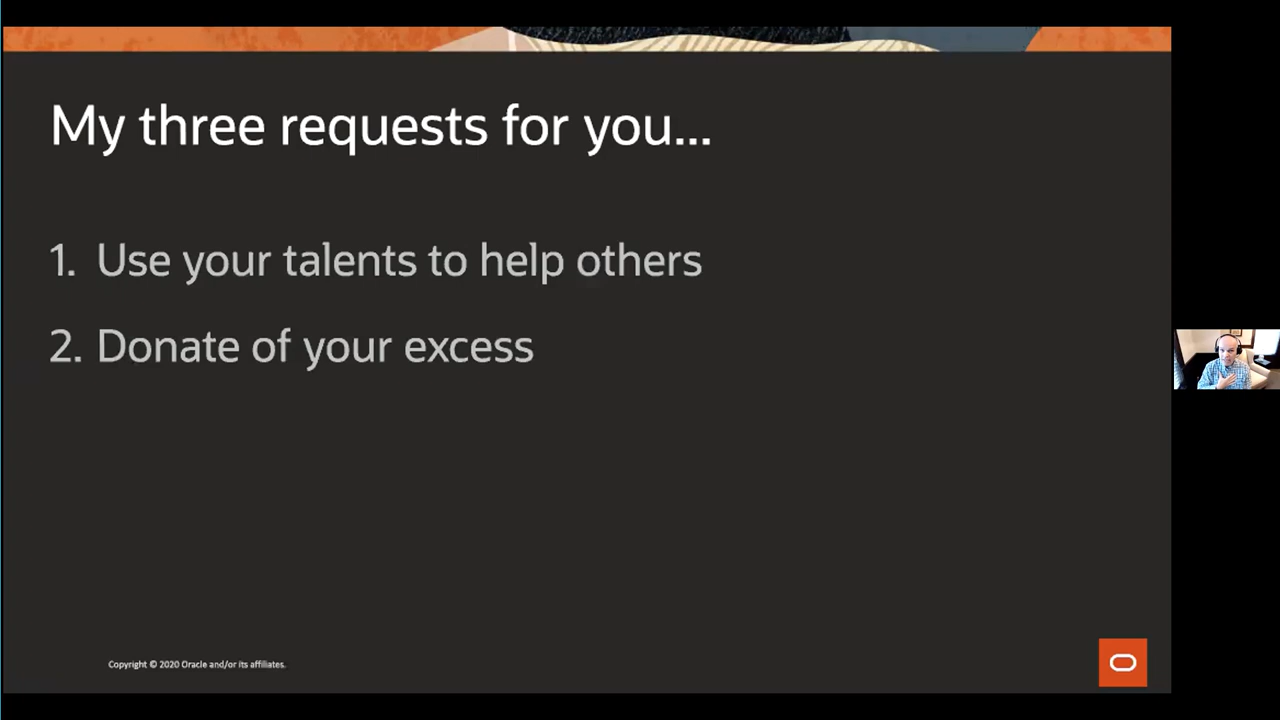 My three requests for you...
1. Use your talents to help others
2. Donate of your excess
Copyright © 2020 Oracle and/or its affiliates.